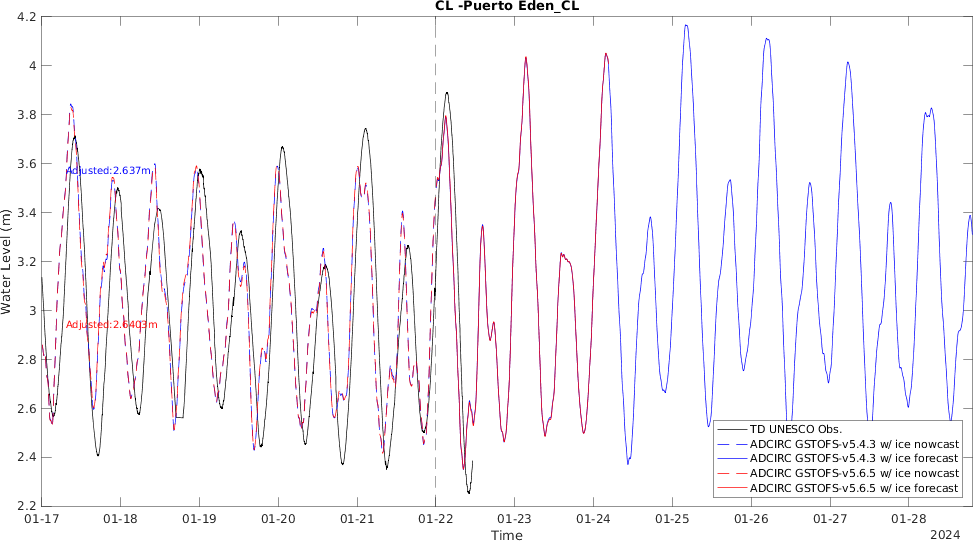 CL -Puerto Eden_CL
4.2
4
3.8
3.6
3.4
3.2
3
2.8
2.6
2.4
2.2
Water Level (m)
Adjusted:2.637m
Adjusted:2.6403m
TD UNESCO Obs.
ADCIRC GSTOFS-v5.4.3 w/ ice nowcast
ADCIRC GSTOFS-v5.4.3 w/ ice forecast
ADCIRC GSTOFS-v5.6.5 w/ ice nowcast
ADCIRC GSTOFS-v5.6.5 w/ ice forecast
01-17 01-18 01-19 01-20 01-21 01-22 01-23 01-24 01-25 01-26 01-27 01-28
Time
2024